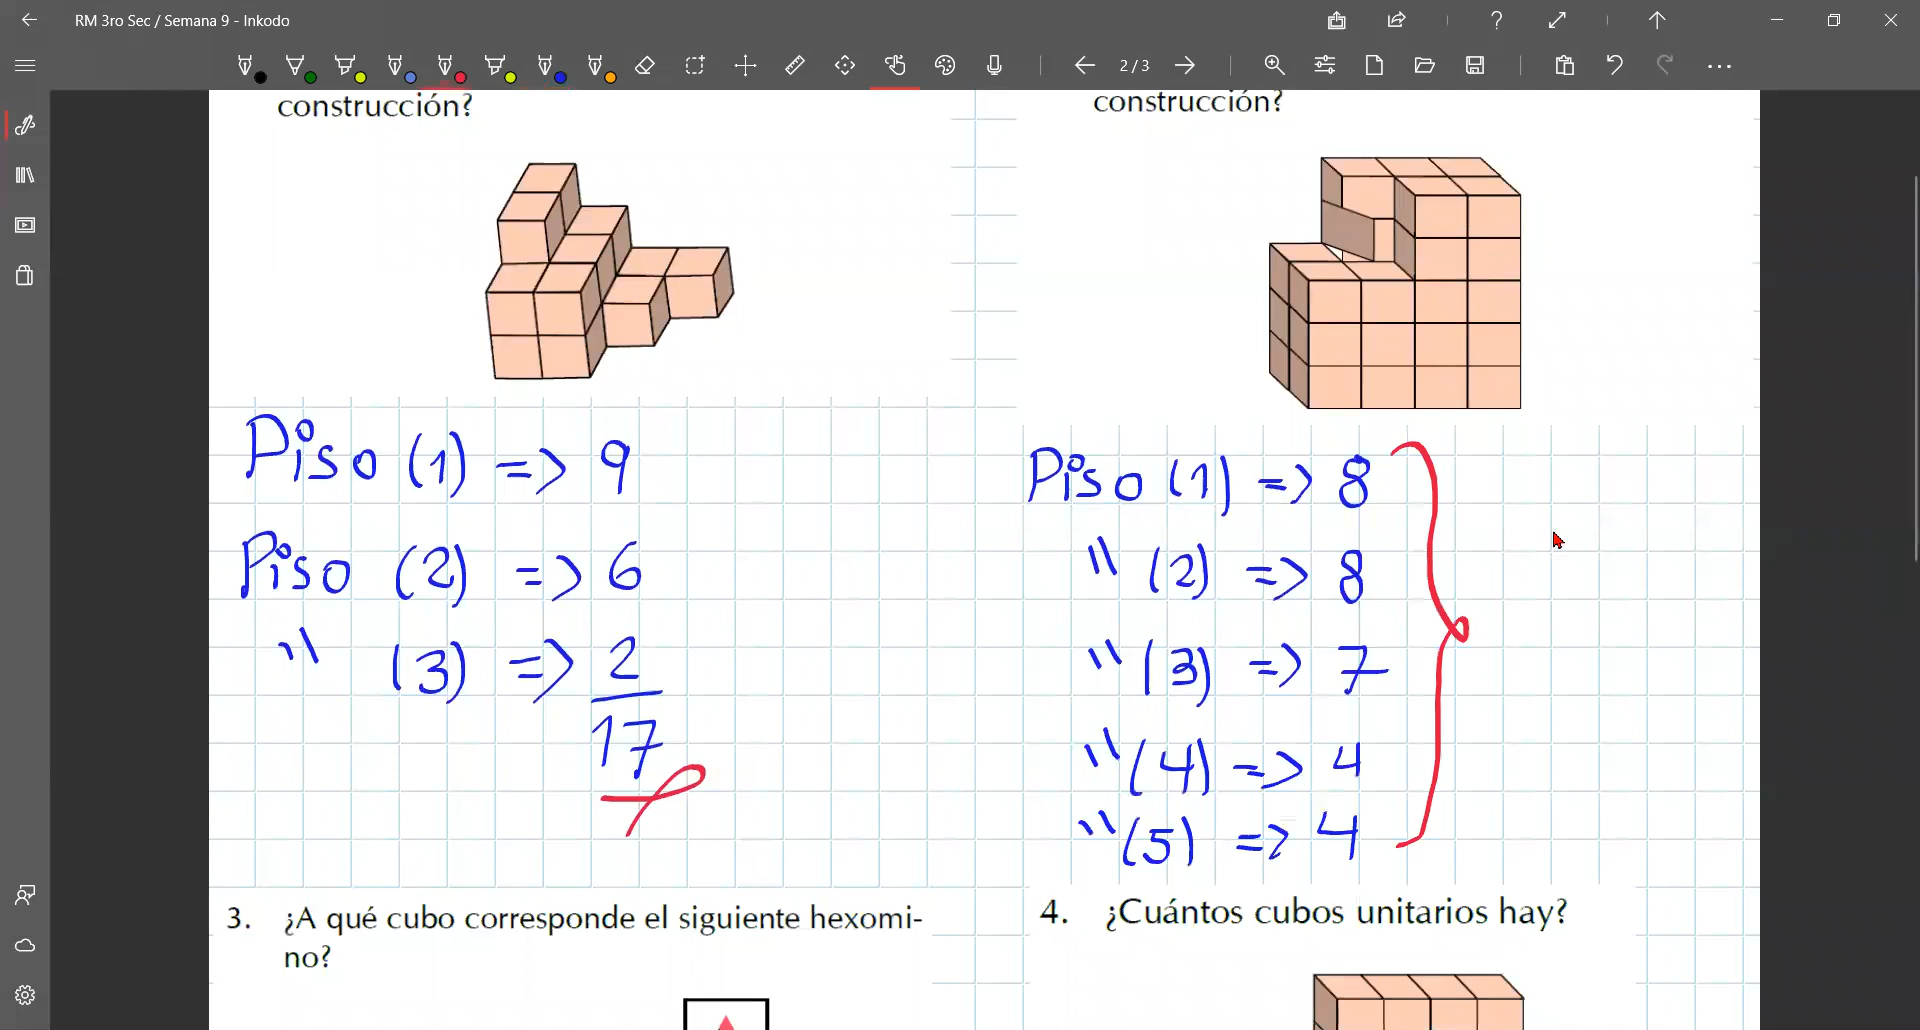 RM 3ro Sec / Semana 9 - Inkodo
2 / 3
construcción?
Piso (1) => 9
Piso (2) => 6
" (3) => 2
17
construcción?
Piso (1) => 8
" (2) => 8
" (3) => 7
" (4) => 4
" (5) => 4
3. ¿A qué cubo corresponde el siguiente hexomi-
no?
4. ¿Cuántos cubos unitarios hay?